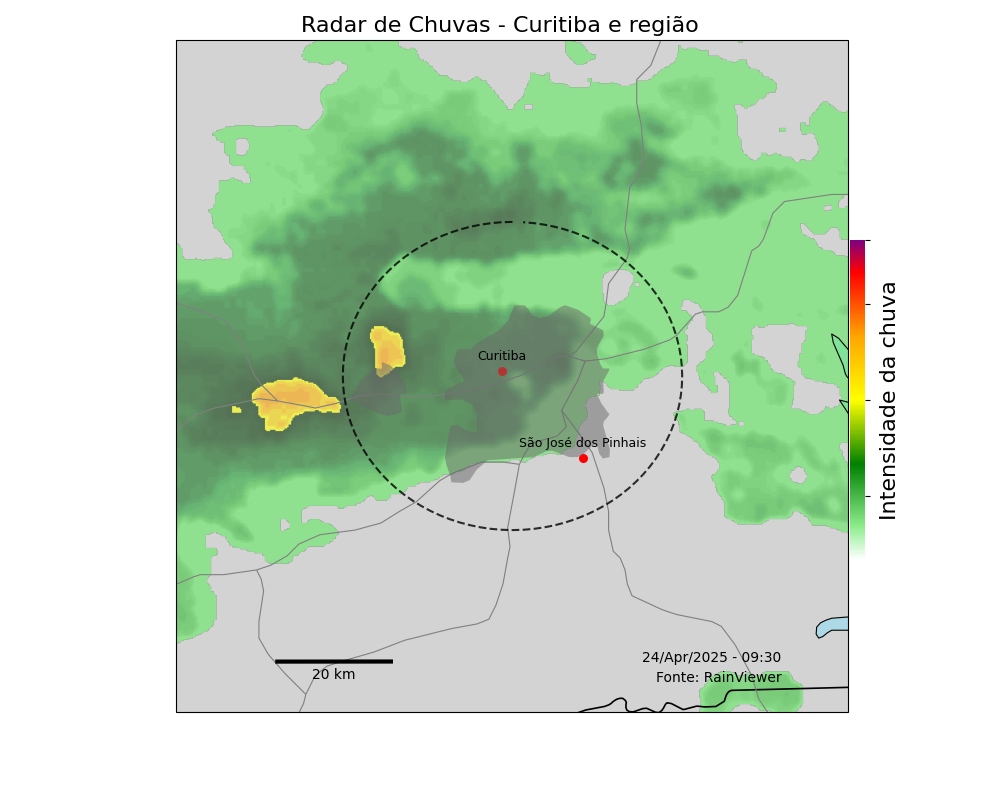 Radar de Chuvas - Curitiba e região
Curitiba
São José dos Pinhais
Intensidade da chuva
24/Apr/2025 - 09:30
Fonte: RainViewer
20 km